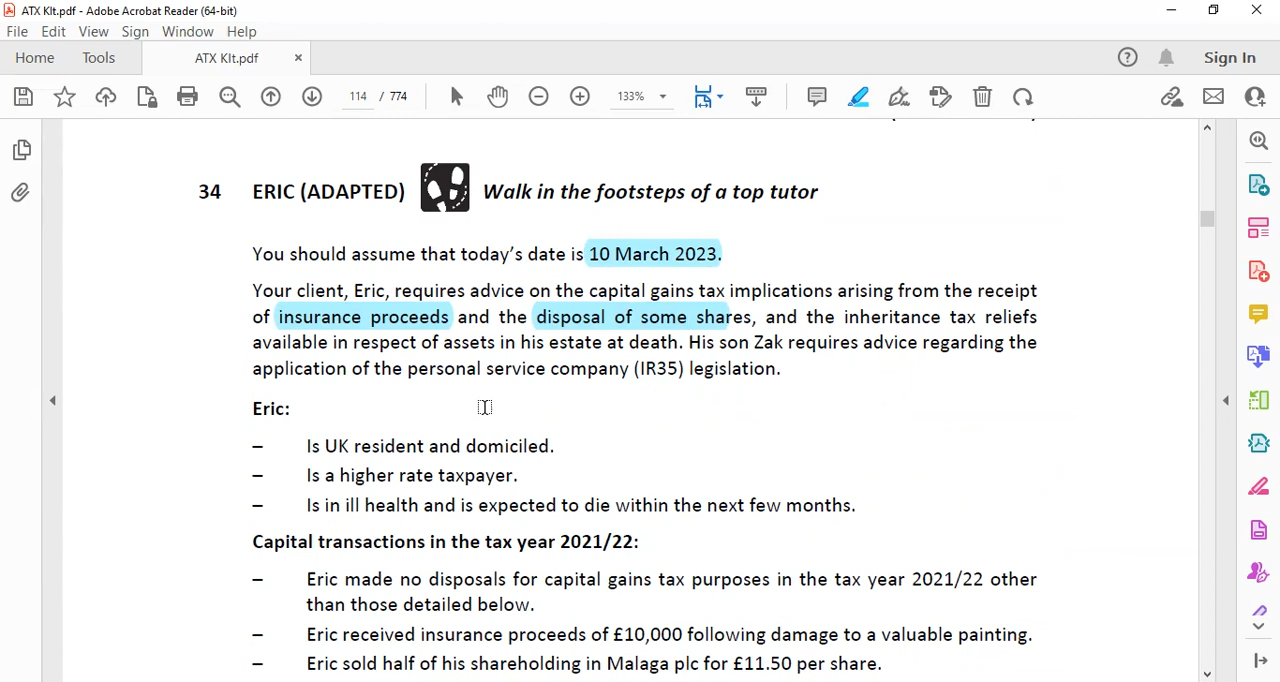 ATX KIt.pdf - Adobe Acrobat Reader (64-bit)
File Edit View Sign Window Help
Home Tools ATX KIt.pdf × Sign In
114 / 774 133%
34 ERIC (ADAPTED) Walk in the footsteps of a top tutor
You should assume that today's date is 10 March 2023.
Your client, Eric, requires advice on the capital gains tax implications arising from the receipt
of insurance proceeds and the disposal of some shares, and the inheritance tax reliefs
available in respect of assets in his estate at death. His son Zak requires advice regarding the
application of the personal service company (IR35) legislation.
Eric:
– Is UK resident and domiciled.
– Is a higher rate taxpayer.
– Is in ill health and is expected to die within the next few months.
Capital transactions in the tax year 2021/22:
– Eric made no disposals for capital gains tax purposes in the tax year 2021/22 other
than those detailed below.
– Eric received insurance proceeds of £10,000 following damage to a valuable painting.
– Eric sold half of his shareholding in Malaga plc for £11.50 per share.